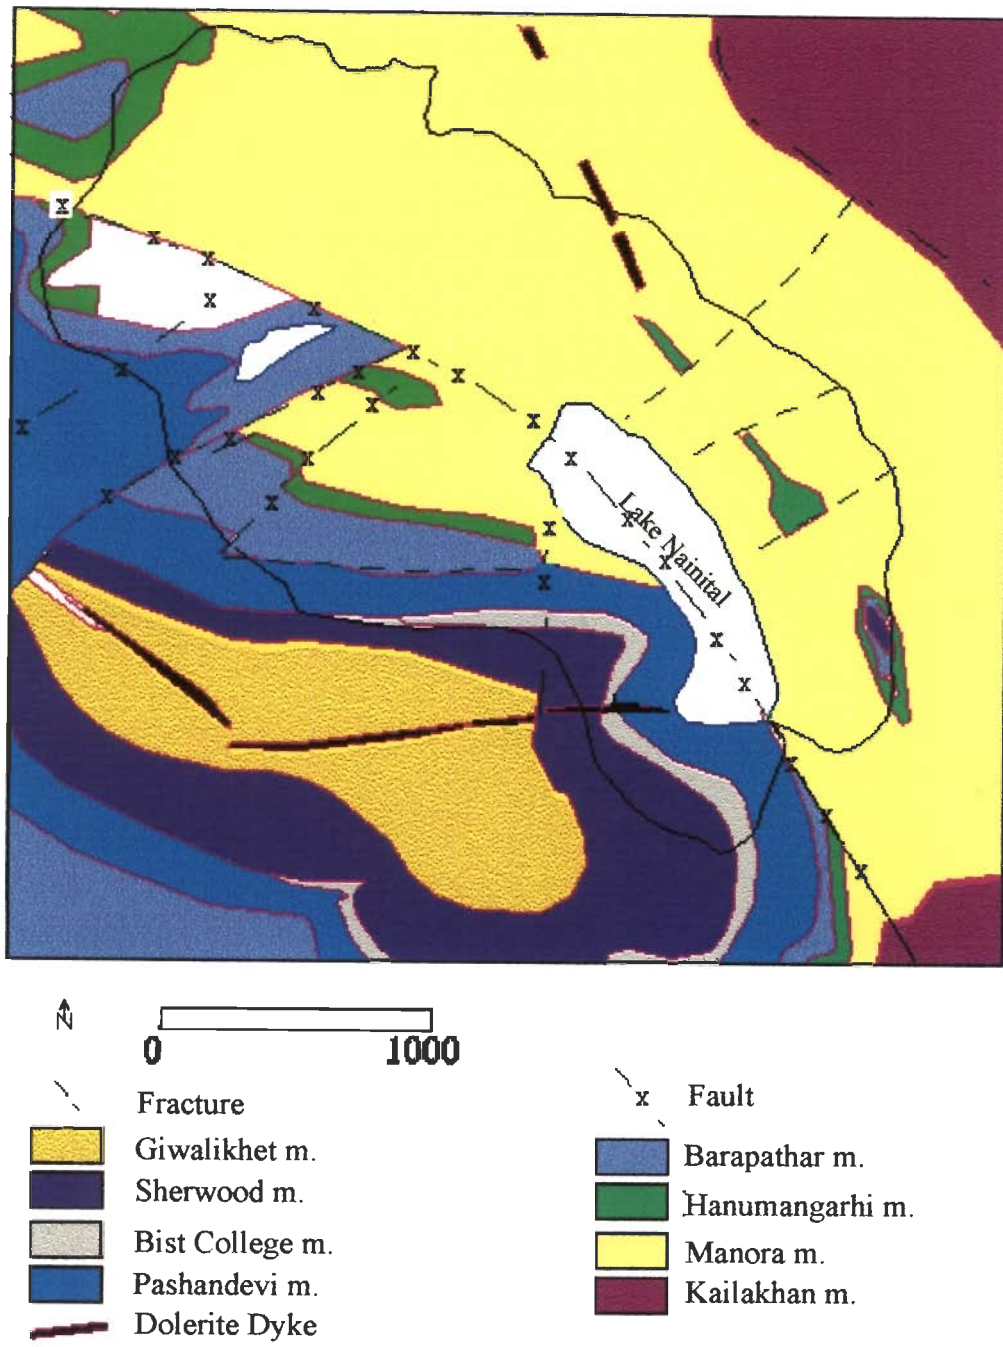 Lake Nainital
N
0 1000
Fracture
Giwalikhet m.
Sherwood m.
Bist College m.
Pashandevi m.
Dolerite Dyke
x Fault
Barapathar m.
Hanumangarhi m.
Manora m.
Kailakhan m.